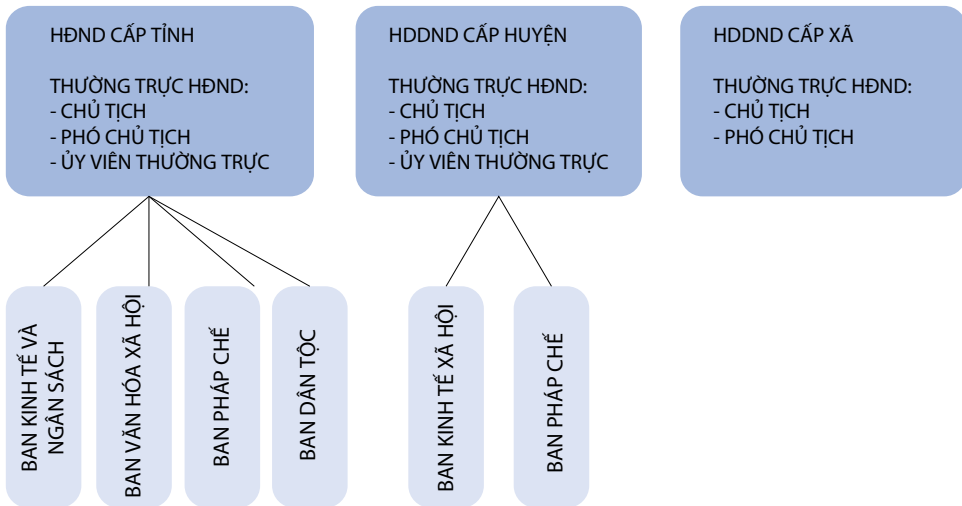 HĐND CẤP TỈNH
THƯỜNG TRỰC HĐND:
- CHỦ TỊCH
- PHÓ CHỦ TỊCH
- ỦY VIÊN THƯỜNG TRỰC
HDDND CẤP HUYỆN
THƯỜNG TRỰC HĐND:
- CHỦ TỊCH
- PHÓ CHỦ TỊCH
- ỦY VIÊN THƯỜNG TRỰC
HDDND CẤP XÃ
THƯỜNG TRỰC HĐND:
- CHỦ TỊCH
- PHÓ CHỦ TỊCH
BAN KINH TẾ VÀ
NGÂN SÁCH
BAN VĂN HÓA XÃ HỘI
BAN PHÁP CHẾ
BAN DÂN TỘC
BAN KINH TẾ XÃ HỘI
BAN PHÁP CHẾ